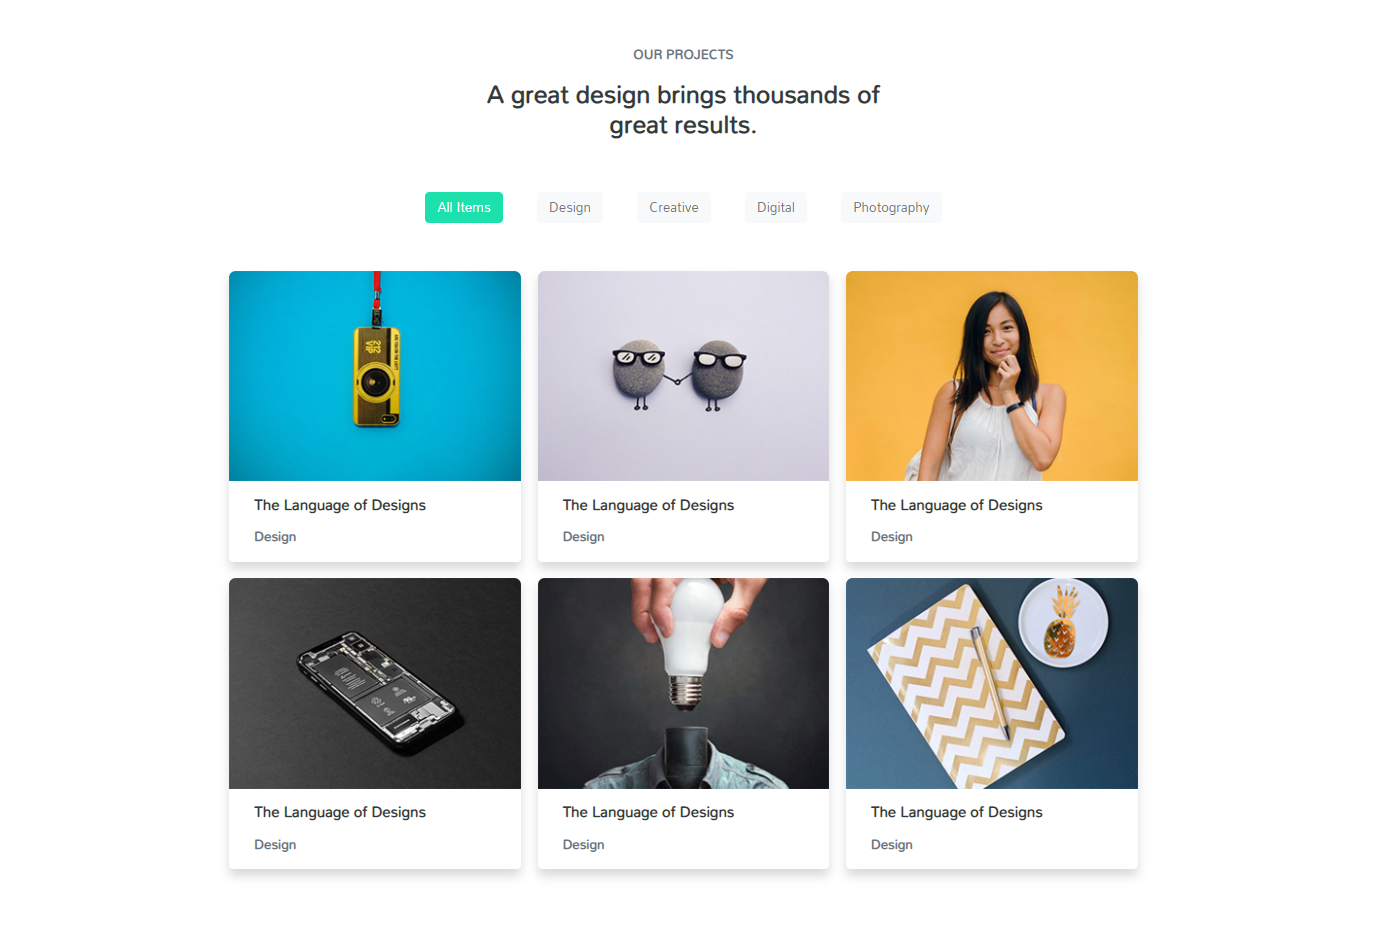 OUR PROJECTS
A great design brings thousands of
great results.
All Items
Design
Creative
Digital
Photography
212
VIP
The Language of Designs
Design
The Language of Designs
Design
The Language of Designs
Design
The Language of Designs
Design
The Language of Designs
Design
The Language of Designs
Design